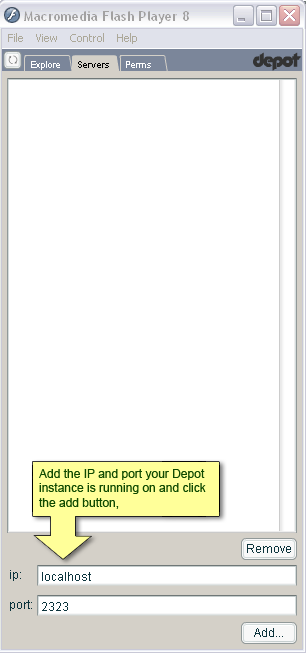 Macromedia Flash Player 8
File View Control Help
Explore Servers Perms depot
Add the IP and port your Depot
instance is running on and click
the add button,
Remove
ip: localhost
port: 2323
Add...